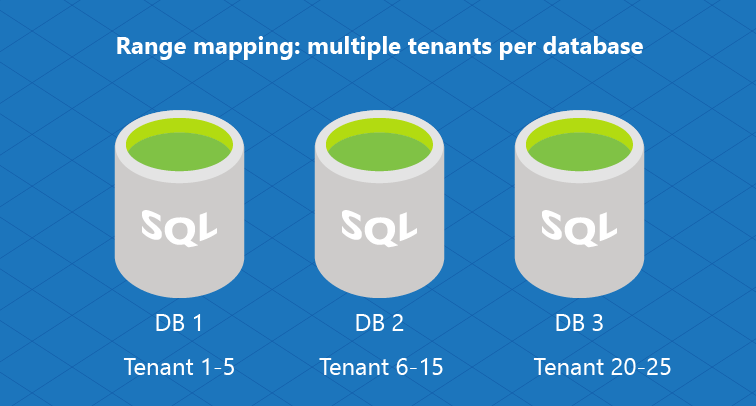 Range mapping: multiple tenants per database
SQL SQL SQL
DB 1 DB 2 DB 3
Tenant 1-5 Tenant 6-15 Tenant 20-25